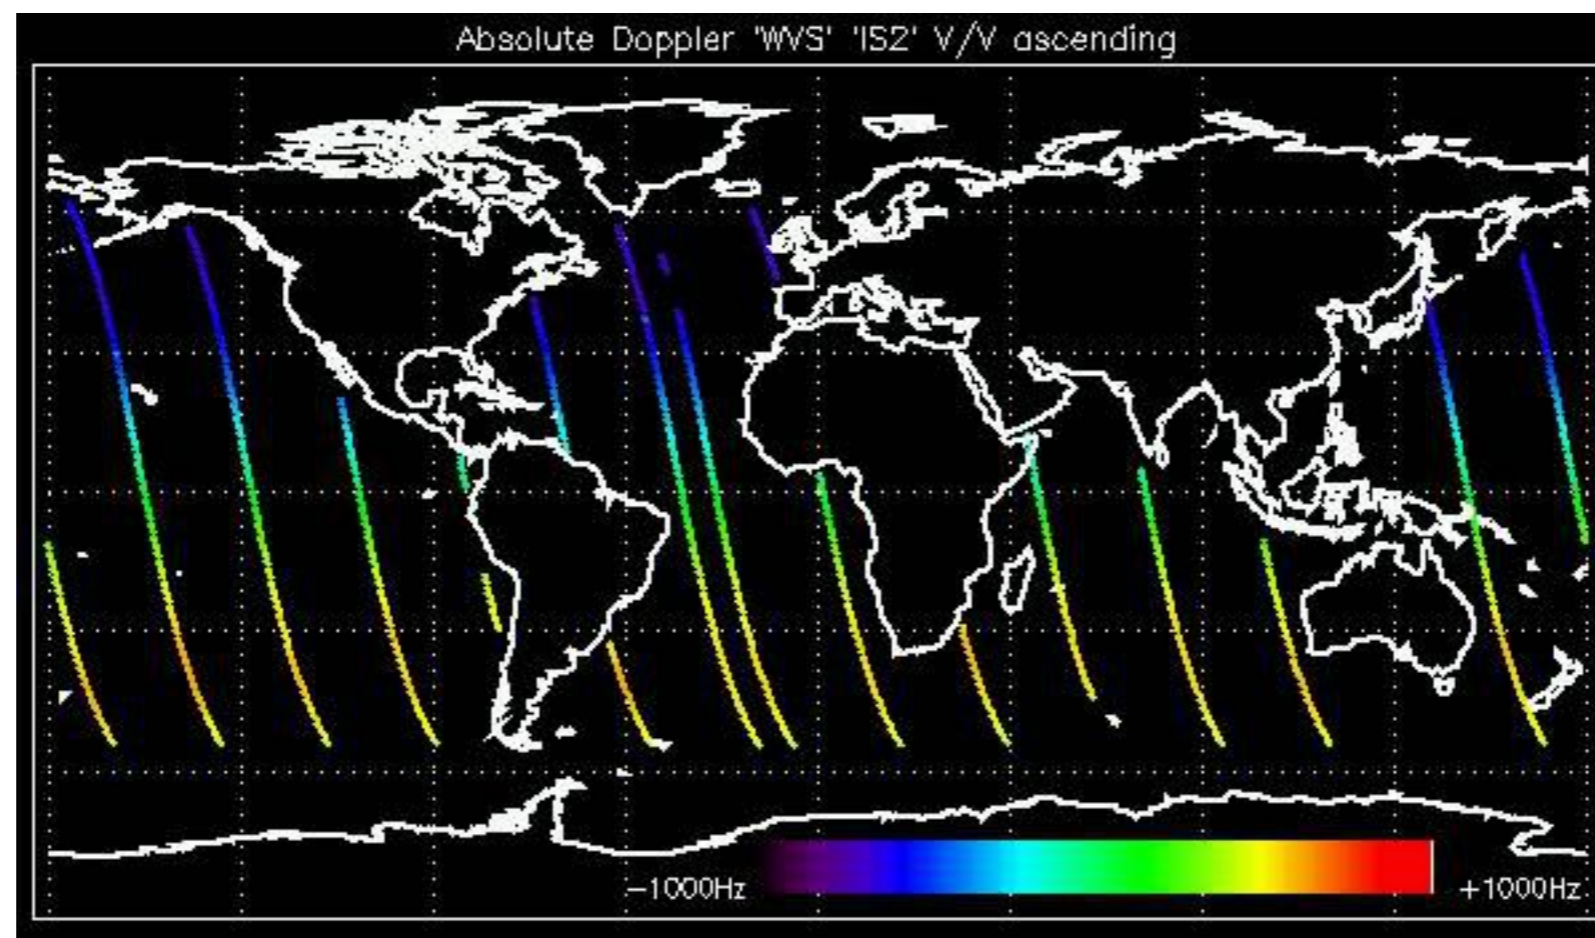 Absolute Doppler 'WVS' 'IS2' V/V ascending
−1000Hz +1000Hz